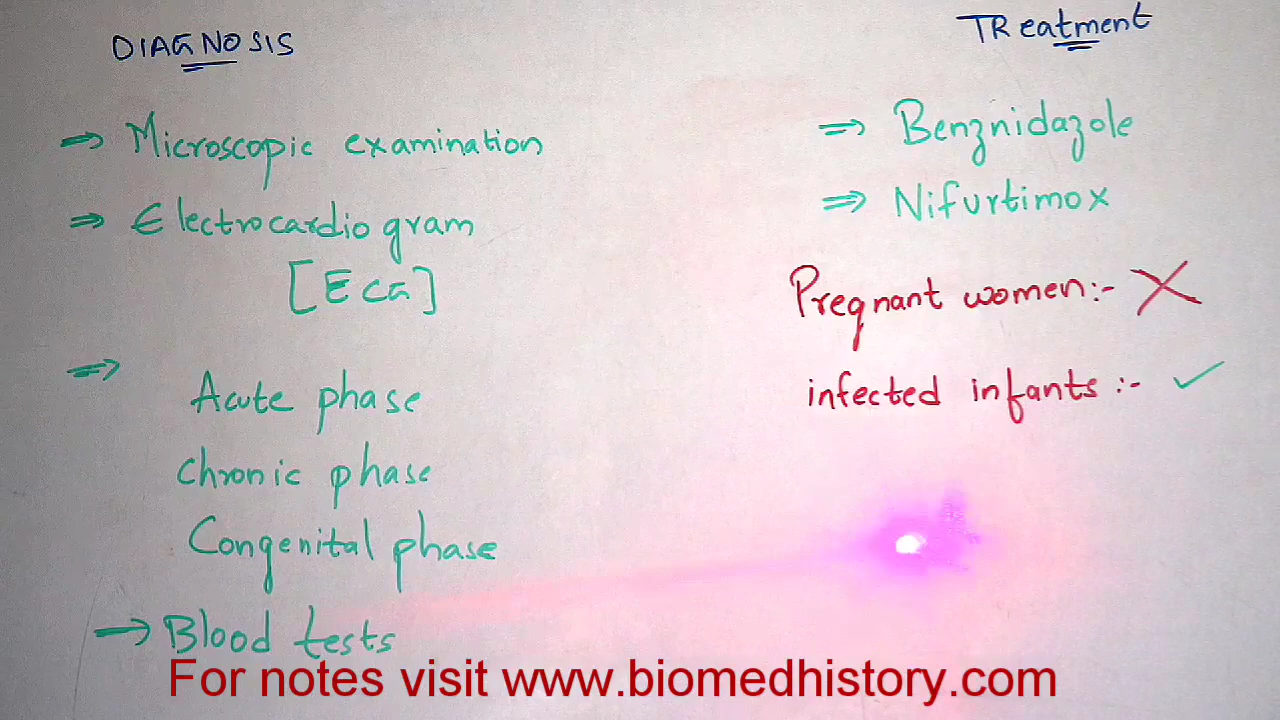 DIAGNOSIS
⇒ Microscopic examination
⇒ Electrocardiogram
[ECG]
⇒
Acute phase
Chronic phase
Congenital phase
→ Blood tests
TReatment
⇒ Benznidazole
⇒ Nifurtimox
Pregnant women:- ✗
infected infants:- ✓
For notes visit www.biomedhistory.com